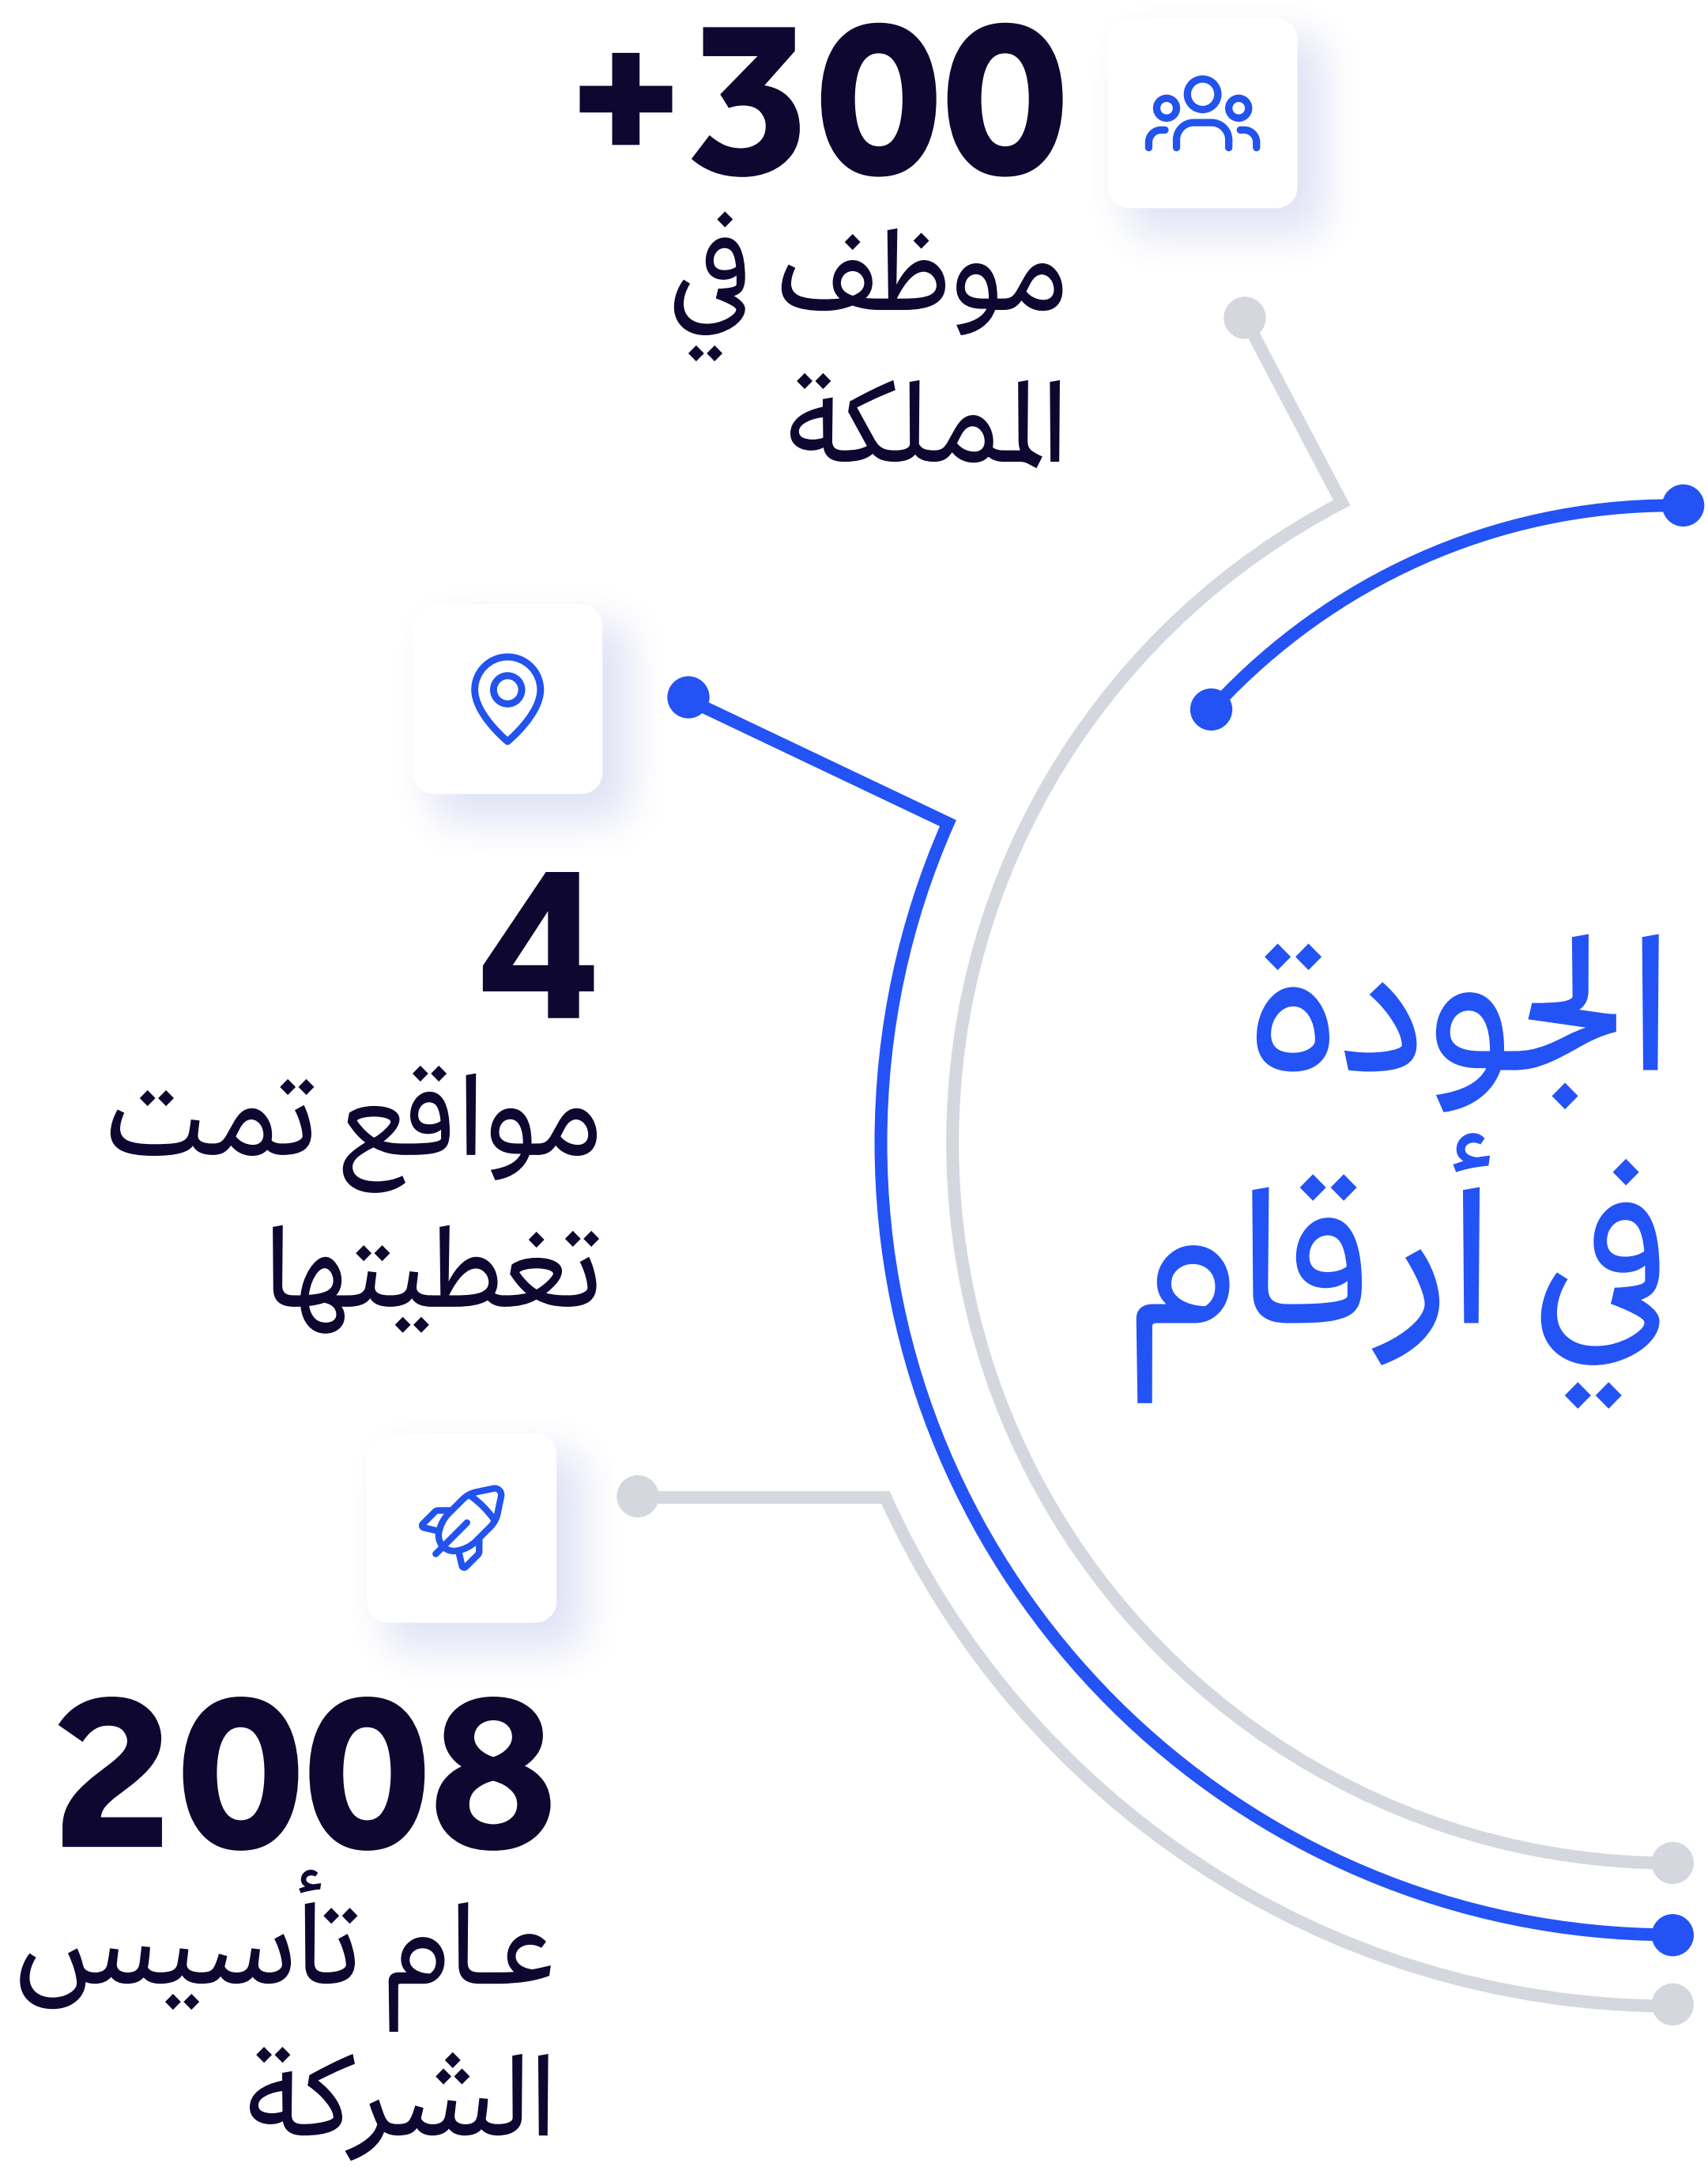 +300
موظف في
المملكة
4
مواقع تمت
تغطيتها
الجودة
في أرقام
2008
عام تأسيس
الشركة